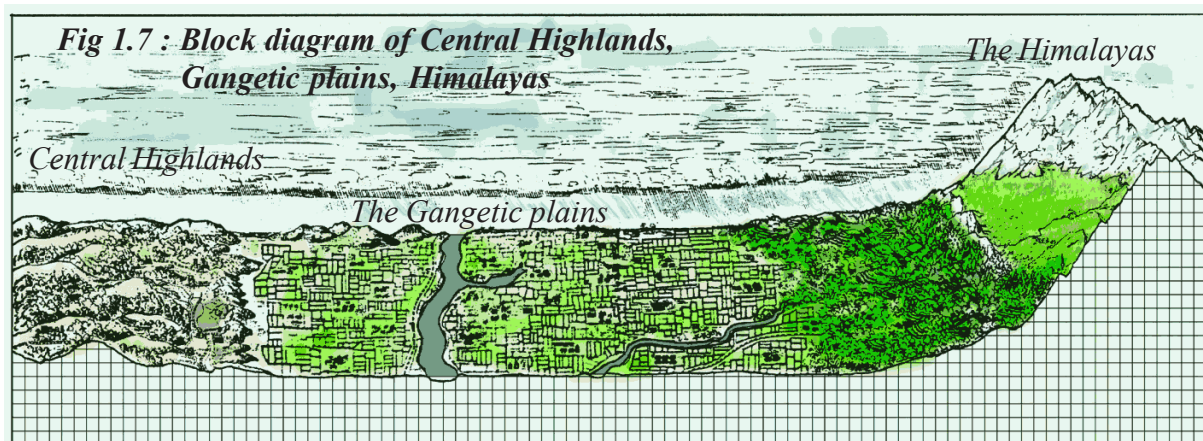 Fig 1.7 : Block diagram of Central Highlands,
Gangetic plains, Himalayas
The Himalayas
Central Highlands
The Gangetic plains